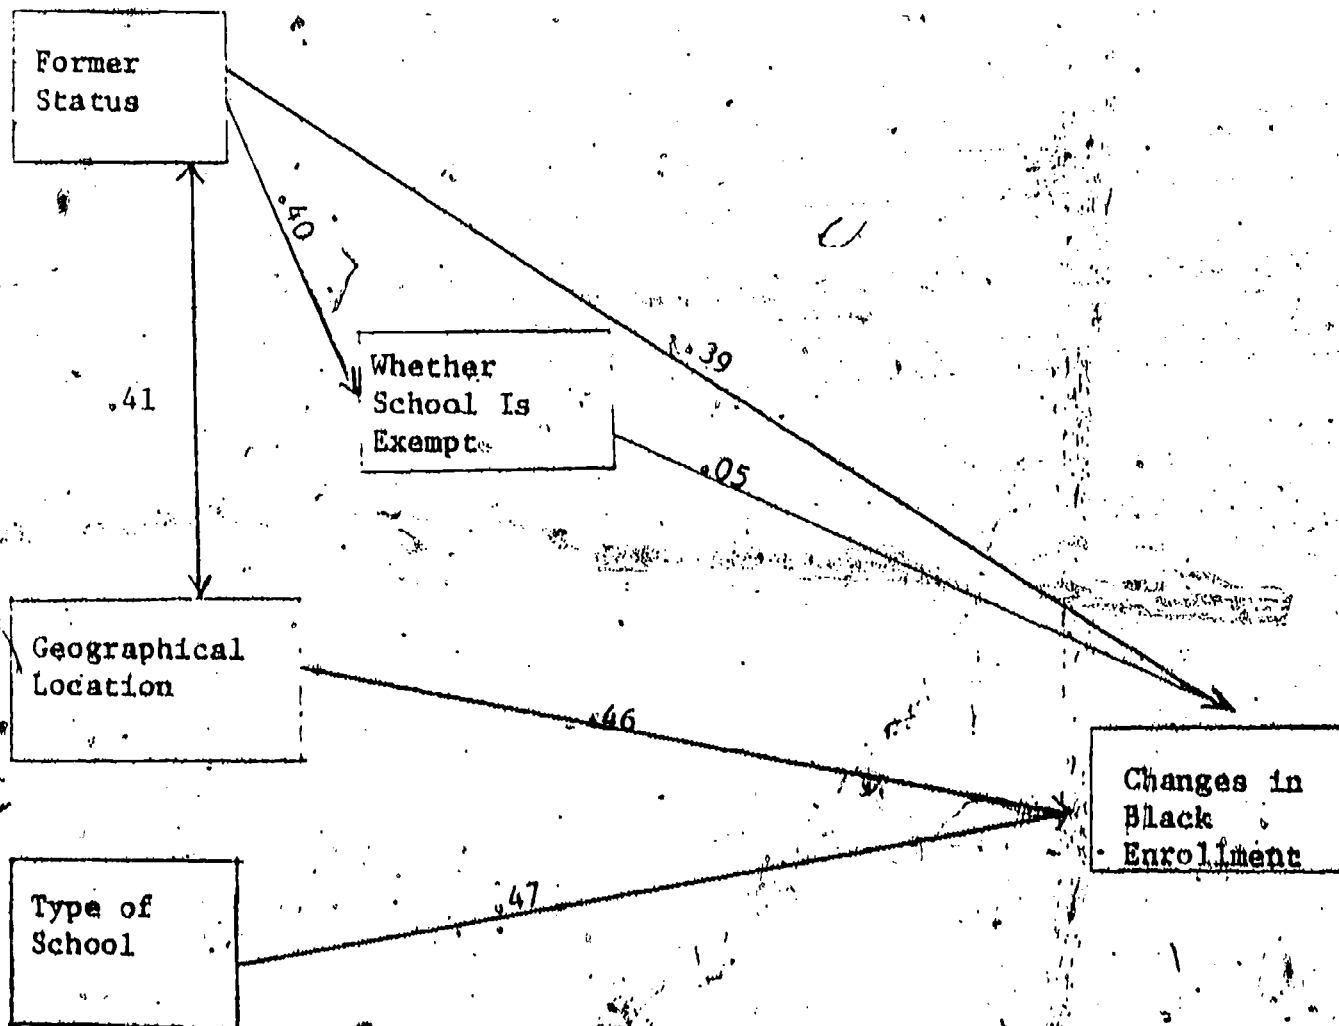 Former
Status
.40
.39
Whether
School Is
Exempt
.41
.05
Geographical
Location
.46
Changes in
Black
Enrollment
.47
Type of
School